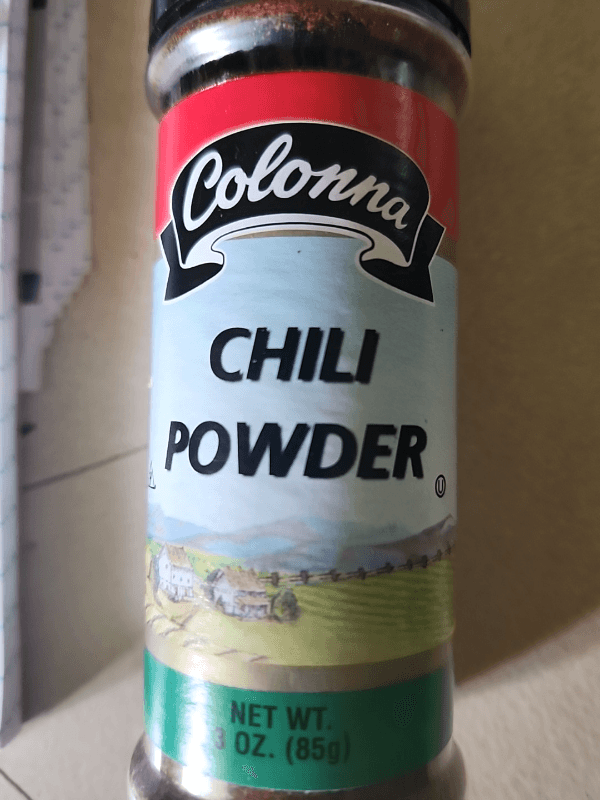 Colonna
CHILI
POWDER
U
NET WT.
3 OZ. (85g)